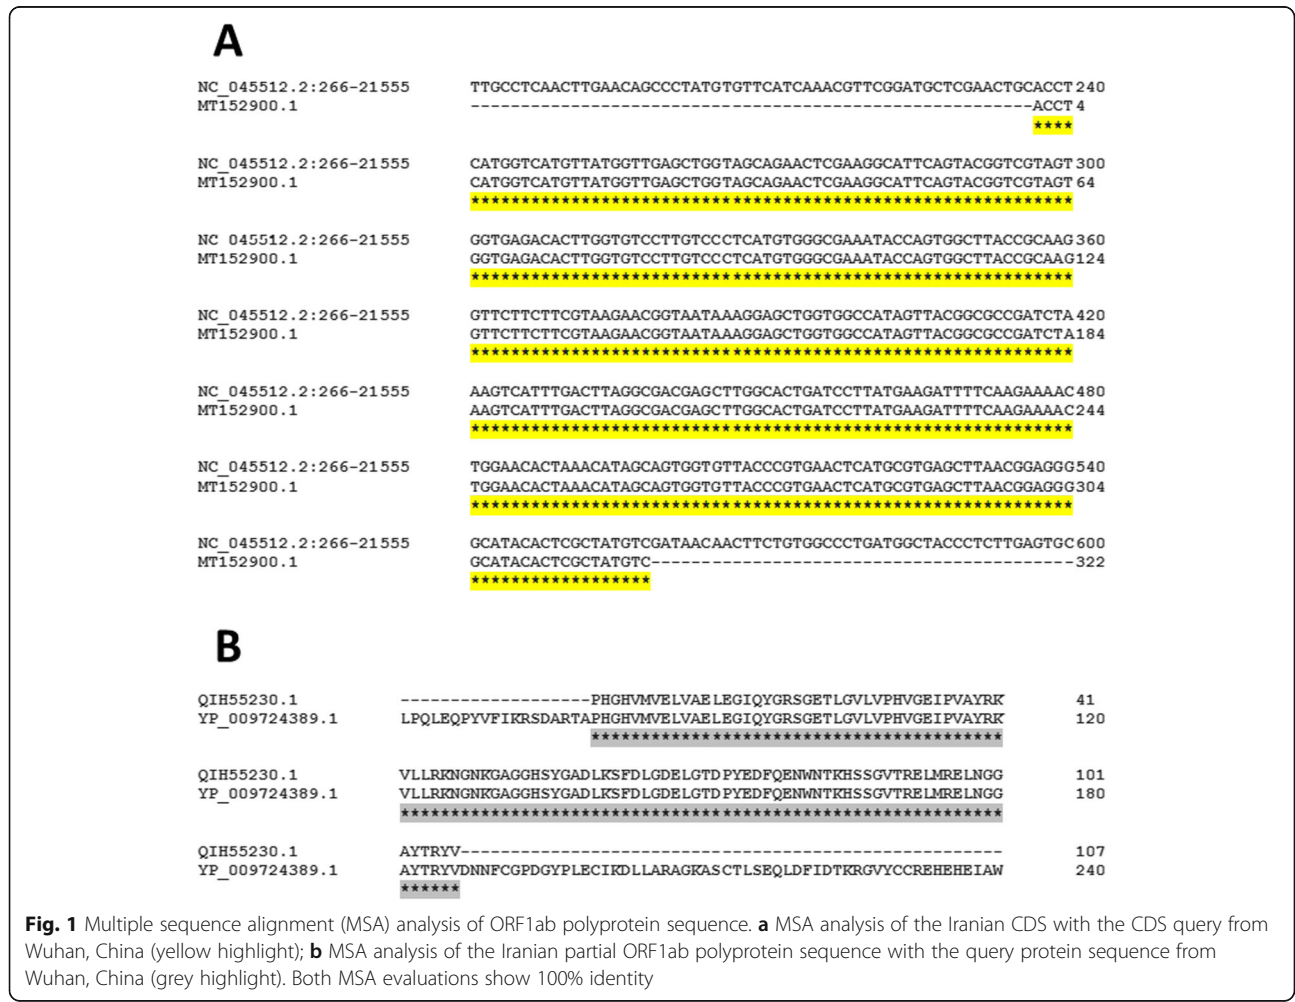 A
NC_045512.2:266-21555 TTGCCTCAACTTGAACAGCCCTATGTGTTCATCAAACGTTCGGATGCTCGAACTGCACCT 240
MT152900.1 --------------------------------------------------------ACCT 4
****
NC_045512.2:266-21555 CATGGTCATGTTATGGTTGAGCTGGTAGCAGAACTCGAAGGCATTCAGTACGGTCGTAGT 300
MT152900.1 CATGGTCATGTTATGGTTGAGCTGGTAGCAGAACTCGAAGGCATTCAGTACGGTCGTAGT 64
************************************************************
NC 045512.2:266-21555 GGTGAGACACTTGGTGTCCTTGTCCCTCATGTGGGCGAAATACCAGTGGCTTACCGCAAG 360
MT152900.1 GGTGAGACACTTGGTGTCCTTGTCCCTCATGTGGGCGAAATACCAGTGGCTTACCGCAAG 124
************************************************************
NC_045512.2:266-21555 GTTCTTCTTCGTAAGAACGGTAATAAAGGAGCTGGTGGCCATAGTTACGGCGCCGATCTA 420
MT152900.1 GTTCTTCTTCGTAAGAACGGTAATAAAGGAGCTGGTGGCCATAGTTACGGCGCCGATCTA 184
************************************************************
NC_045512.2:266-21555 AAGTCATTTGACTTAGGCGACGAGCTTGGCACTGATCCTTATGAAGATTTTCAAGAAAAC 480
MT152900.1 AAGTCATTTGACTTAGGCGACGAGCTTGGCACTGATCCTTATGAAGATTTTCAAGAAAAC 244
************************************************************
NC_045512.2:266-21555 TGGAACACTAAACATAGCAGTGGTGTTACCCGTGAACTCATGCGTGAGCTTAACGGAGGG 540
MT152900.1 TGGAACACTAAACATAGCAGTGGTGTTACCCGTGAACTCATGCGTGAGCTTAACGGAGGG 304
************************************************************
NC_045512.2:266-21555 GCATACACTCGCTATGTCGATAACAACTTCTGTGGCCCTGATGGCTACCCTCTTGAGTGC 600
MT152900.1 GCATACACTCGCTATGTC------------------------------------------ 322
******************
B
QIH55230.1 -------------------PHGHVMVELVAELEGIQYGRSGETLGVLVPHVGEIPVAYRK 41
YP_009724389.1 LPQLEQPYVFIKRSDARTAPHGHVMVELVAELEGIQYGRSGETLGVLVPHVGEIPVAYRK 120
*****************************************
QIH55230.1 VLLRKNGNKGAGGHSYGADLKSFDLGDELGTDPYEDFQENWNTKHSSGVTRELMRELNGG 101
YP_009724389.1 VLLRKNGNKGAGGHSYGADLKSFDLGDELGTDPYEDFQENWNTKHSSGVTRELMRELNGG 180
************************************************************
QIH55230.1 AYTRYV------------------------------------------------------ 107
YP_009724389.1 AYTRYVDNNFCGPDGYPLECIKDLLARAGKASCTLSEQLDFIDTKRGVYCCREHEHEIAW 240
******
Fig. 1 Multiple sequence alignment (MSA) analysis of ORF1ab polyprotein sequence. a MSA analysis of the Iranian CDS with the CDS query from
Wuhan, China (yellow highlight); b MSA analysis of the Iranian partial ORF1ab polyprotein sequence with the query protein sequence from
Wuhan, China (grey highlight). Both MSA evaluations show 100% identity